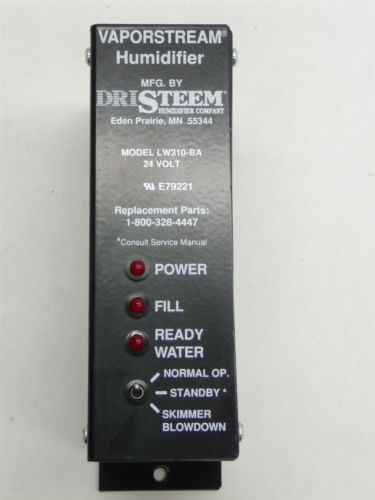 VAPORSTREAM®
Humidifier
MFG. BY
DRISTEEM®
HUMIDIFIER COMPANY
Eden Prairie, MN 55344
MODEL LW310-BA
24 VOLT
E79221
Replacement Parts:
1-800-328-4447
*Consult Service Manual
POWER
FILL
READY
WATER
NORMAL OP.
STANDBY *
SKIMMER
BLOWDOWN